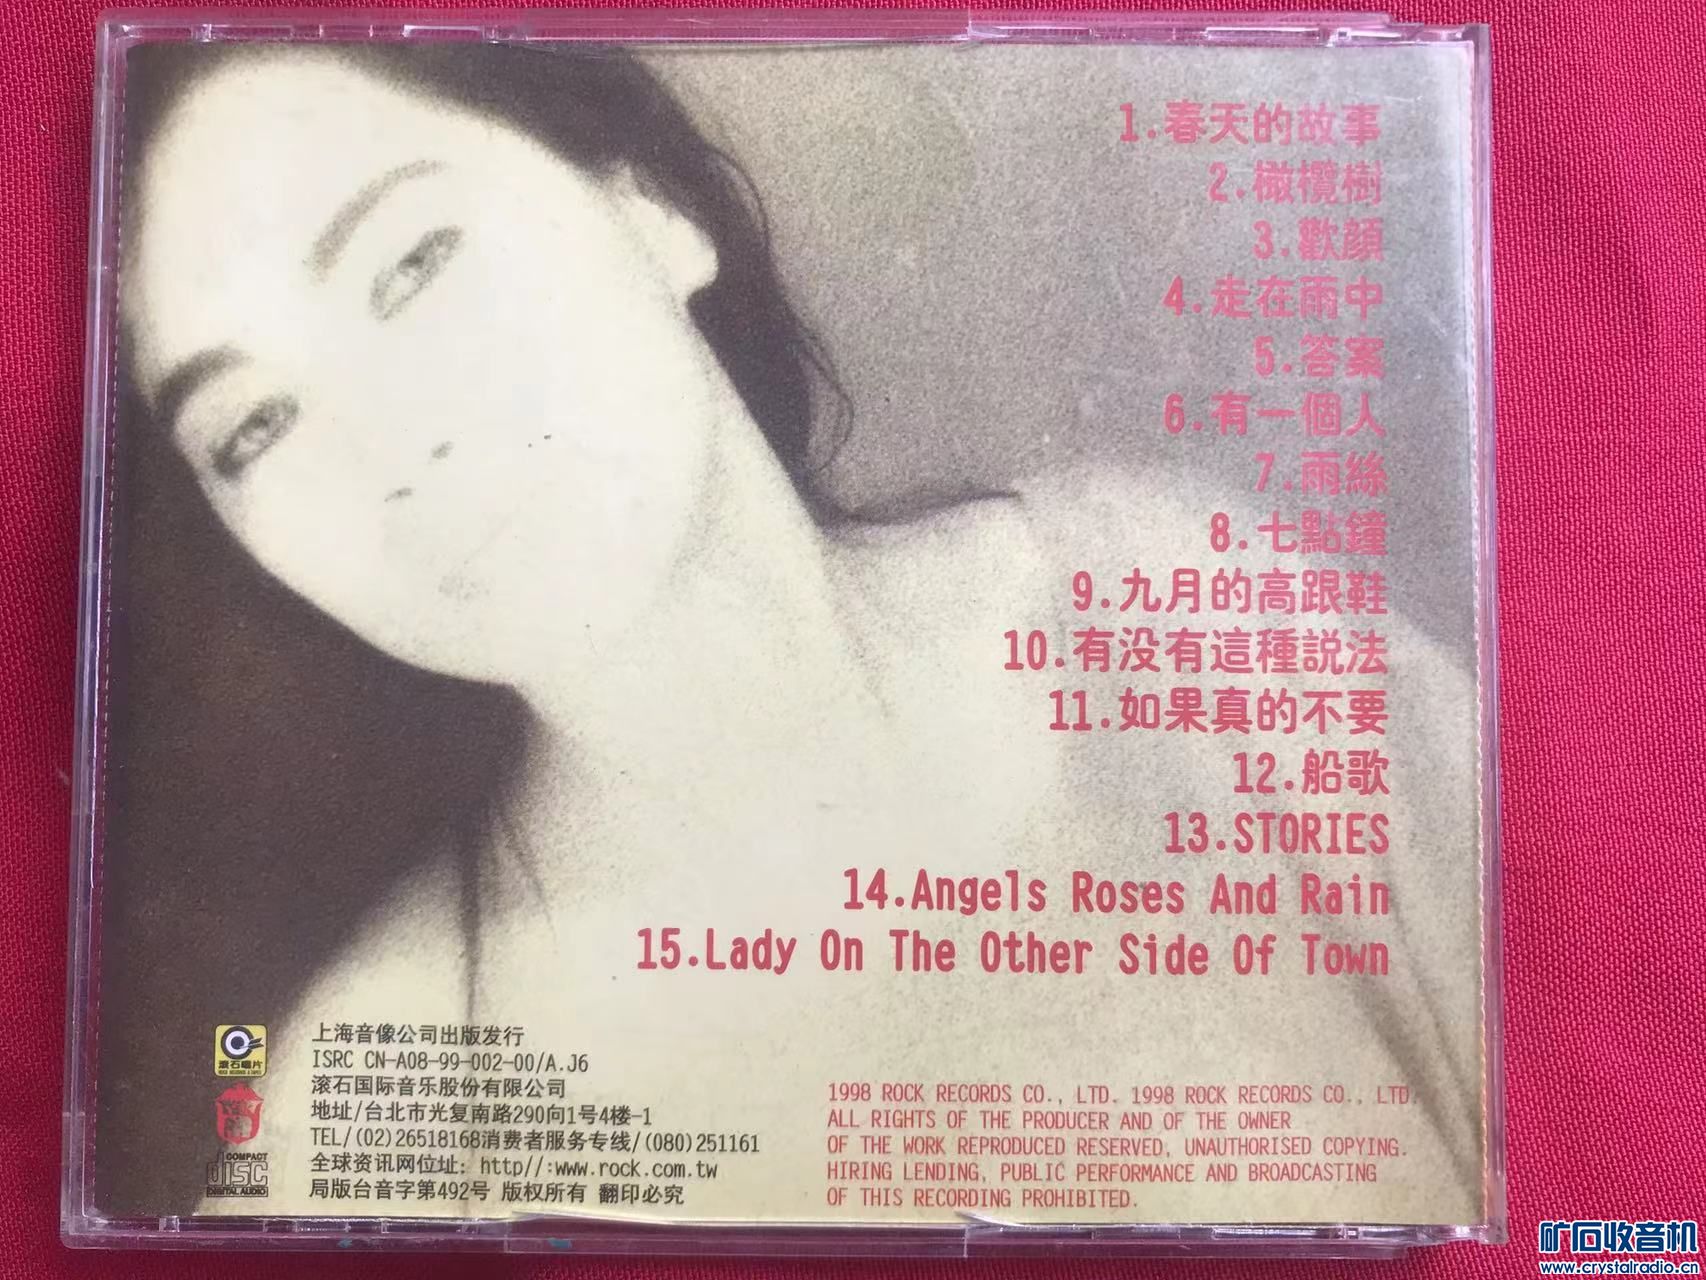 1.春天的故事
2.橄欖樹
3.歡顔
4.走在雨中
5.答案
6.有一個人
7.雨絲
8.七點鐘
9.九月的高跟鞋
10.有没有這種説法
11.如果真的不要
12.船歌
13.STORIES
14.Angels Roses And Rain
15.Lady On The Other Side Of Town
滚石唱片
COMPACT
disc
DIGITAL AUDIO
上海音像公司出版发行
ISRC CN-A08-99-002-00/A.J6
滚石国际音乐股份有限公司
地址/台北市光复南路290向1号4楼-1
TEL/(02)26518168消费者服务专线/(080)251161
全球资讯网位址: http//:www.rock.com.tw
局版台音字第492号 版权所有 翻印必究
1998 ROCK RECORDS CO., LTD. 1998 ROCK RECORDS CO., LTD.
ALL RIGHTS OF THE PRODUCER AND OF THE OWNER
OF THE WORK REPRODUCED RESERVED, UNAUTHORISED COPYING.
HIRING LENDING, PUBLIC PERFORMANCE AND BROADCASTING
OF THIS RECORDING PROHIBITED.
矿石收音机
www.crystalradio.cn